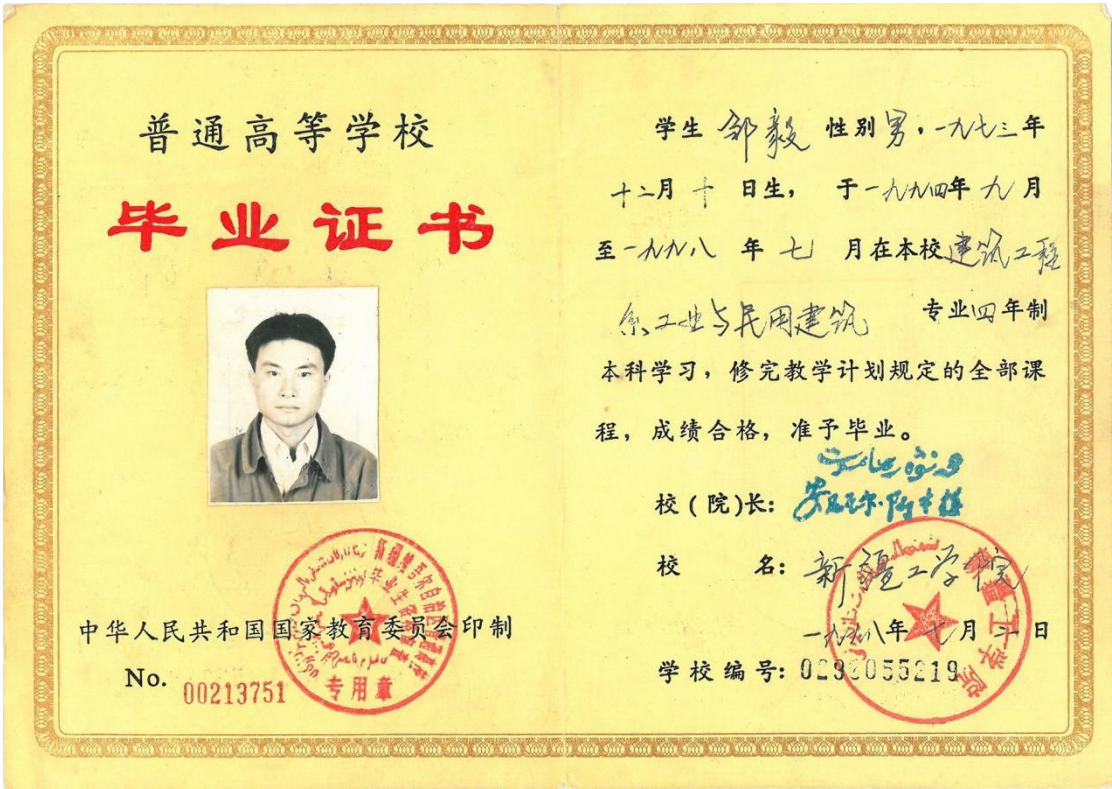 普通高等学校
毕业证书
中华人民共和国国家教育委员会印制
No. 00213751
专用章
学生 邹毅 性别男,一九七三年
十二月十日生, 于一九九四年九月
至一九九八年七月在本校建筑工程
系工业与民用建筑 专业四年制
本科学习,修完教学计划规定的全部课
程,成绩合格,准予毕业。
校(院)长:
校名: 新疆工学院
一九九八年七月 日
学校编号: 0293055219
新疆工学院